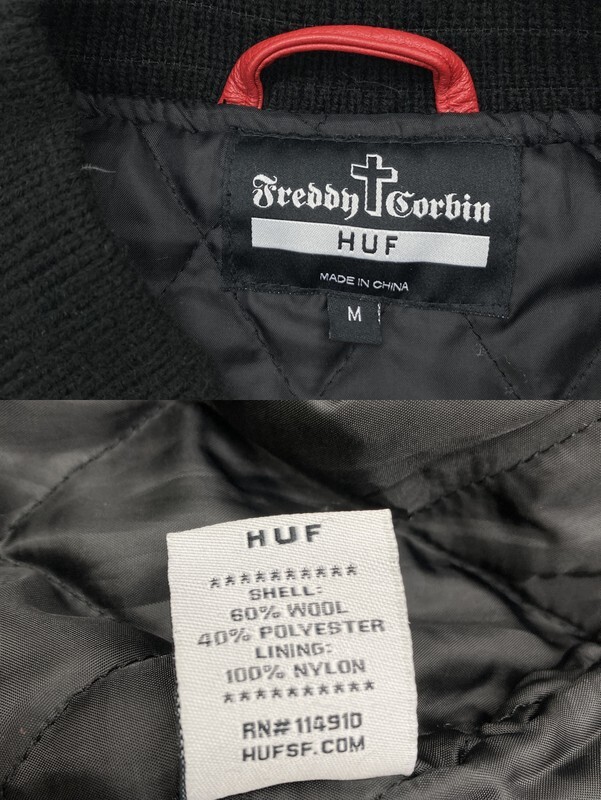 Freddy Corbin
HUF
MADE IN CHINA
M
HUF
**********
SHELL:
60% WOOL
40% POLYESTER
LINING:
100% NYLON
**********
RN#114910
HUFSF.COM